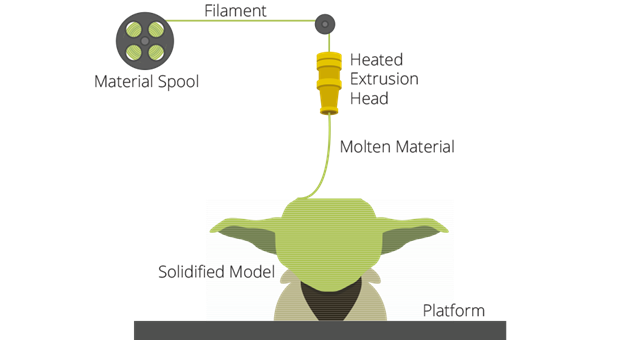 Filament
Material Spool
Heated
Extrusion
Head
Molten Material
Solidified Model
Platform